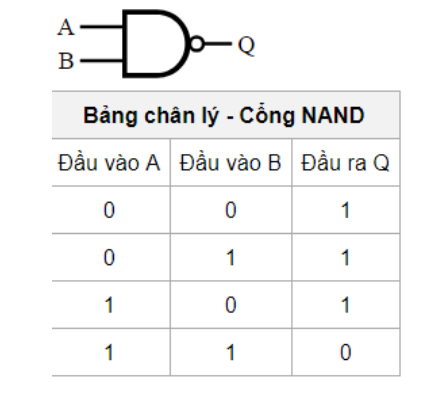 A
Q
B
Bảng chân lý - Cổng NAND
Đầu vào A Đầu vào B Đầu ra Q
0 0 1
0 1 1
1 0 1
1 1 0